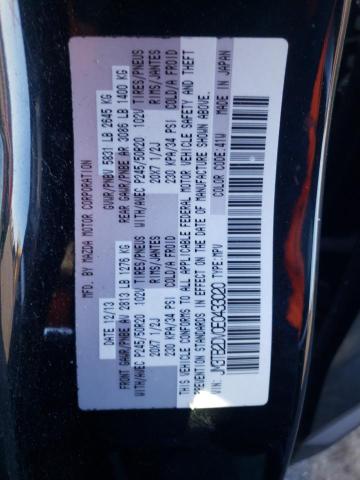 MFD. BY MAZDA MOTOR CORPORATION
DATE: 12/13 GVWR/PNBV 5831 LB 2645 KG
FRONT GAWR/PNBE AV 2813 LB 1276 KG REAR GAWR/PNBE AR 3086 LB 1400 KG
WITH/AVEC P245/50R20 102V TIRES/PNEUS WITH/AVEC P245/50R20 102V TIRES/PNEUS
20X7 1/2J RIMS/JANTES 20X7 1/2J RIMS/JANTES
230 KPA/34 PSI COLD/A FROID 230 KPA/34 PSI COLD/A FROID
CONFORMS TO ALL APPLICABLE FEDERAL MOTOR VEHICLE SAFETY AND THEFT
PREVENTION STANDARDS IN EFFECT ON THE DATE OF MANUFACTURE SHOWN ABOVE.
VIN: JM3TB2DV0E0433020 TYPE:MPV
COLOR CODE:41W MADE IN JAPAN